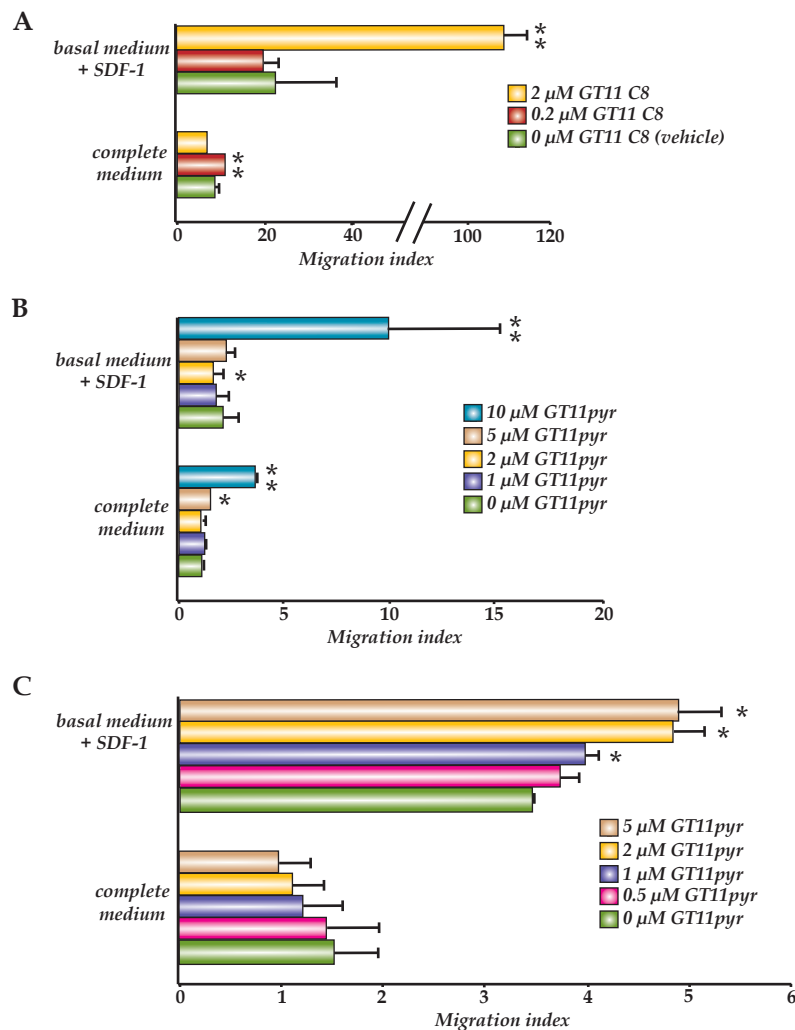 A
basal medium
+ SDF-1
*
*
2 µM GT11 C8
0.2 µM GT11 C8
0 µM GT11 C8 (vehicle)
complete
medium
*
*
0 20 40 100 120
Migration index
B
basal medium
+ SDF-1
*
*
*
10 µM GT11pyr
5 µM GT11pyr
2 µM GT11pyr
1 µM GT11pyr
0 µM GT11pyr
complete
medium
*
*
*
0 5 10 15 20
Migration index
C
basal medium
+ SDF-1
*
*
*
5 µM GT11pyr
2 µM GT11pyr
1 µM GT11pyr
0.5 µM GT11pyr
0 µM GT11pyr
complete
medium
0 1 2 3 4 5 6
Migration index